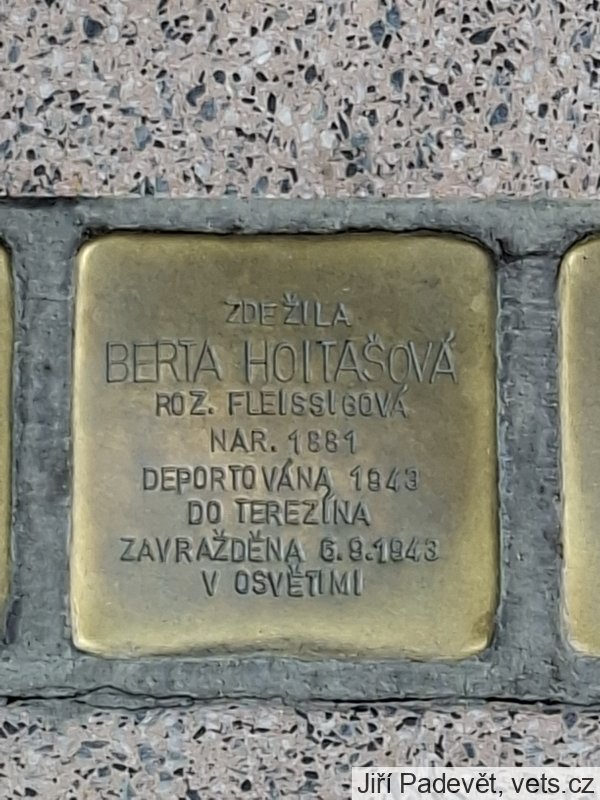 ZDE ŽILA
BERTA HOITAŠOVÁ
ROZ. FLEISSIGOVÁ
NAR. 1881
DEPORTOVÁNA 1943
DO TEREZÍNA
ZAVRAŽDĚNA 6.9.1943
V OSVĚTIMI
Jiří Padevět, vets.cz